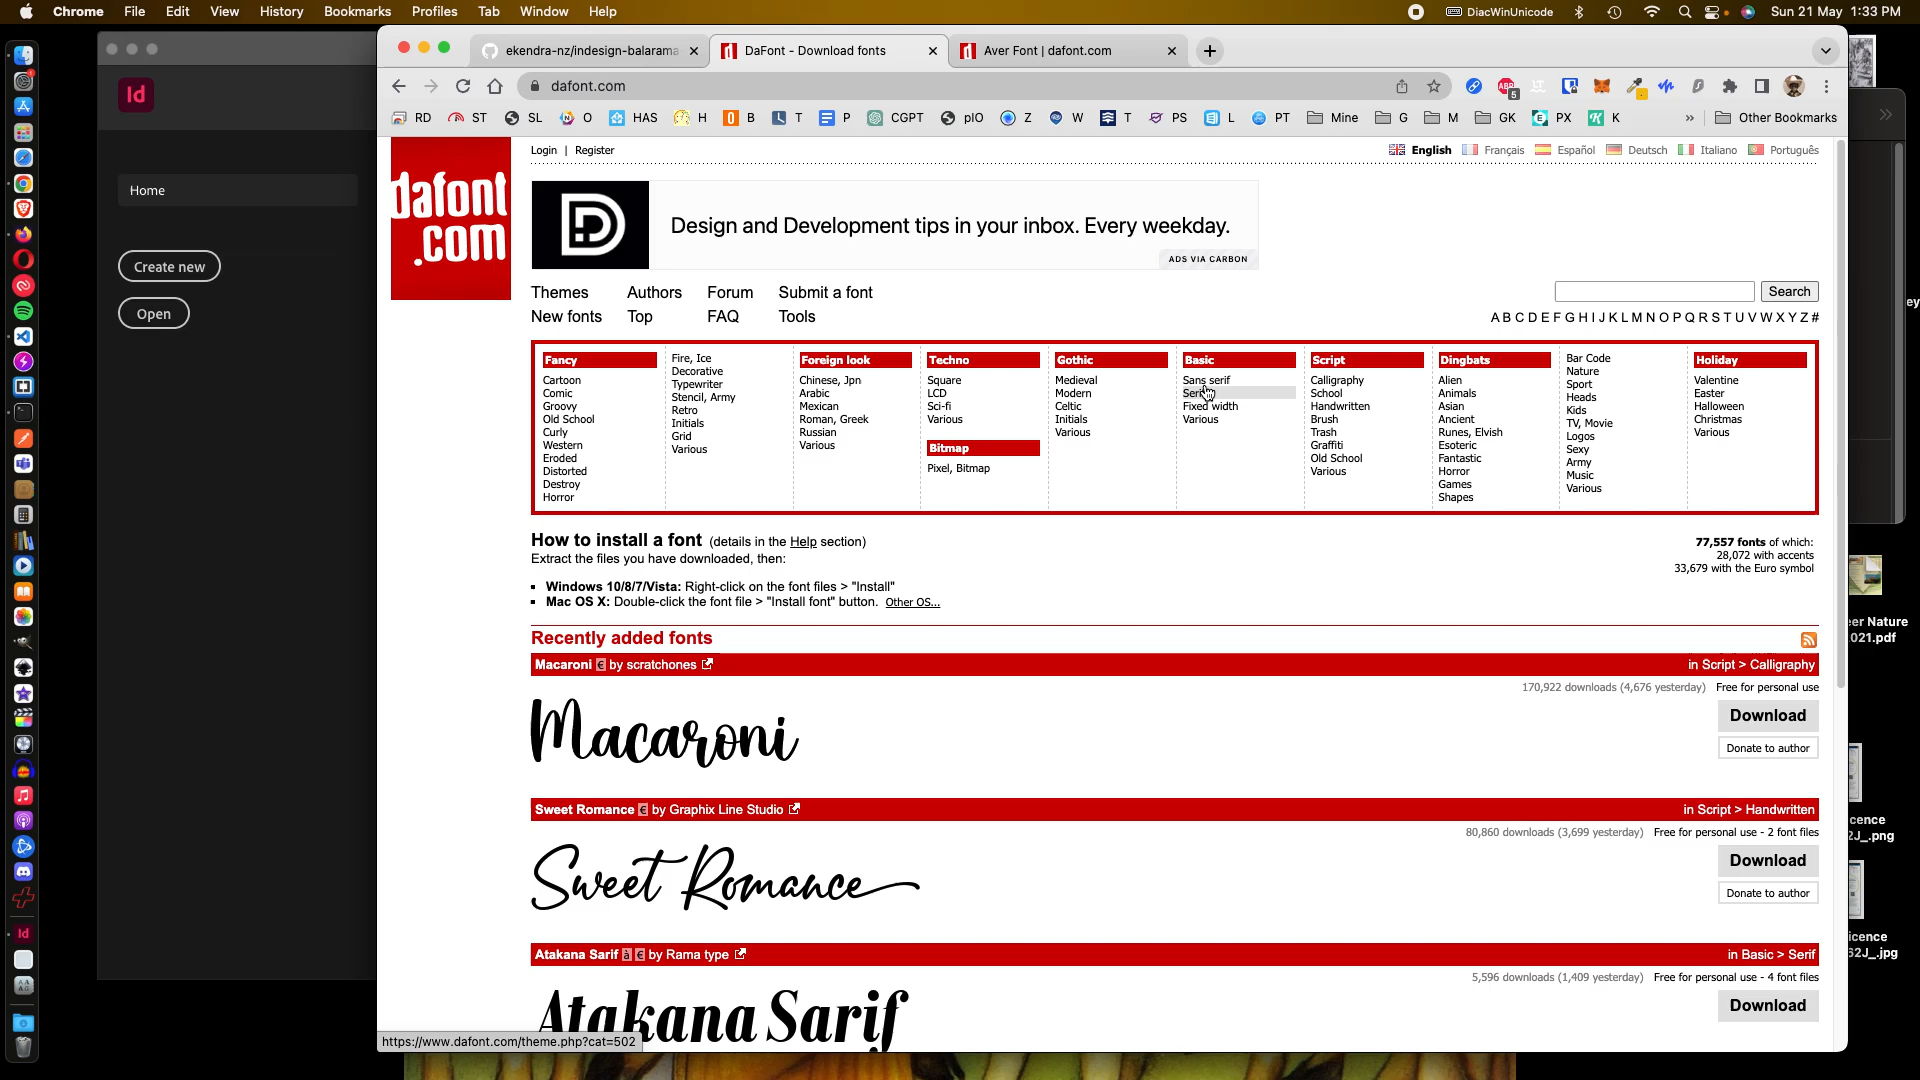 Chrome File Edit View History Bookmarks Profiles Tab Window Help
DiacWinUnicode Sun 21 May 1:33 PM
Id
Home
Create new
Open
ekendra-nz/indesign-balarama
DaFont - Download fonts
Aver Font | dafont.com
dafont.com
RD ST SL O HAS H B T P CGPT pIO Z W T PS L PT Mine G M GK PX K » Other Bookmarks
dafont
.com
Login | Register
English Français Español Deutsch Italiano Português
Design and Development tips in your inbox. Every weekday.
ADS VIA CARBON
Themes Authors Forum Submit a font
Search
New fonts Top FAQ Tools
A B C D E F G H I J K L M N O P Q R S T U V W X Y Z #
Fancy
Cartoon
Comic
Groovy
Old School
Curly
Western
Eroded
Distorted
Destroy
Horror
Fire, Ice
Decorative
Typewriter
Stencil, Army
Retro
Initials
Grid
Various
Foreign look
Chinese, Jpn
Arabic
Mexican
Roman, Greek
Russian
Various
Techno
Square
LCD
Sci-fi
Various
Bitmap
Pixel, Bitmap
Gothic
Medieval
Modern
Celtic
Initials
Various
Basic
Sans serif
Serif
Fixed width
Various
Script
Calligraphy
School
Handwritten
Brush
Trash
Graffiti
Old School
Various
Dingbats
Alien
Animals
Asian
Ancient
Runes, Elvish
Esoteric
Fantastic
Horror
Games
Shapes
Bar Code
Nature
Sport
Heads
Kids
TV, Movie
Logos
Sexy
Army
Music
Various
Holiday
Valentine
Easter
Halloween
Christmas
Various
How to install a font (details in the Help section)
Extract the files you have downloaded, then:
Windows 10/8/7/Vista: Right-click on the font files > "Install"
Mac OS X: Double-click the font file > "Install font" button. Other OS...
77,557 fonts of which:
28,072 with accents
33,679 with the Euro symbol
Recently added fonts
Macaroni € by scratchones
in Script > Calligraphy
170,922 downloads (4,676 yesterday) Free for personal use
Macaroni
Download
Donate to author
Sweet Romance € by Graphix Line Studio
in Script > Handwritten
80,860 downloads (3,699 yesterday) Free for personal use - 2 font files
Sweet Romance
Download
Donate to author
Atakana Sarif à € by Rama type
in Basic > Serif
5,596 downloads (1,409 yesterday) Free for personal use - 4 font files
Atakana Sarif
Download
https://www.dafont.com/theme.php?cat=502
ey
er Nature
021.pdf
cence
2J_.png
icence
32J_.jpg